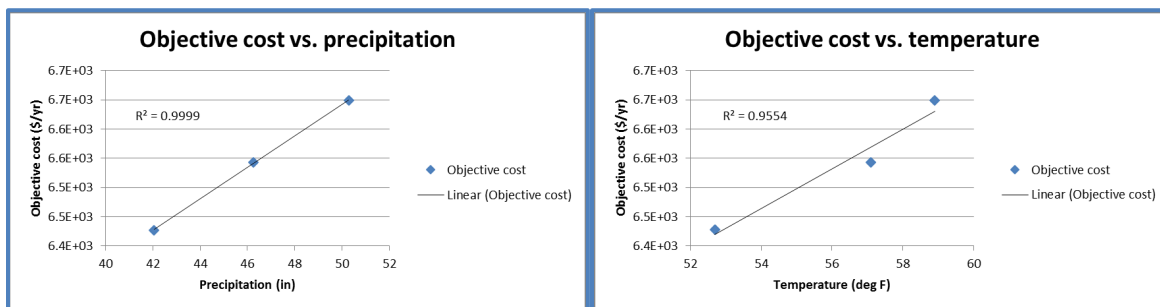 Objective cost vs. precipitation
6.7E+03
6.7E+03
6.6E+03
6.6E+03
6.5E+03
6.5E+03
6.4E+03
Objective cost ($/yr)
R² = 0.9999
40 42 44 46 48 50 52
Precipitation (in)
Objective cost
Linear (Objective cost)
Objective cost vs. temperature
6.7E+03
6.7E+03
6.6E+03
6.6E+03
6.5E+03
6.5E+03
6.4E+03
Objective cost ($/yr)
R² = 0.9554
52 54 56 58 60
Temperature (deg F)
Objective cost
Linear (Objective cost)